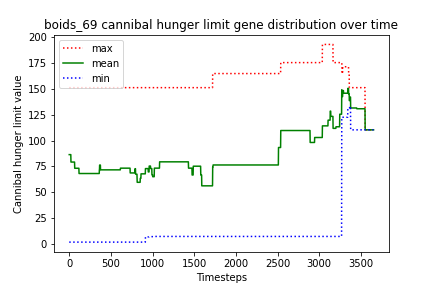 boids_69 cannibal hunger limit gene distribution over time
Cannibal hunger limit value
200
175
150
125
100
75
50
25
0
max
mean
min
0 500 1000 1500 2000 2500 3000 3500
Timesteps